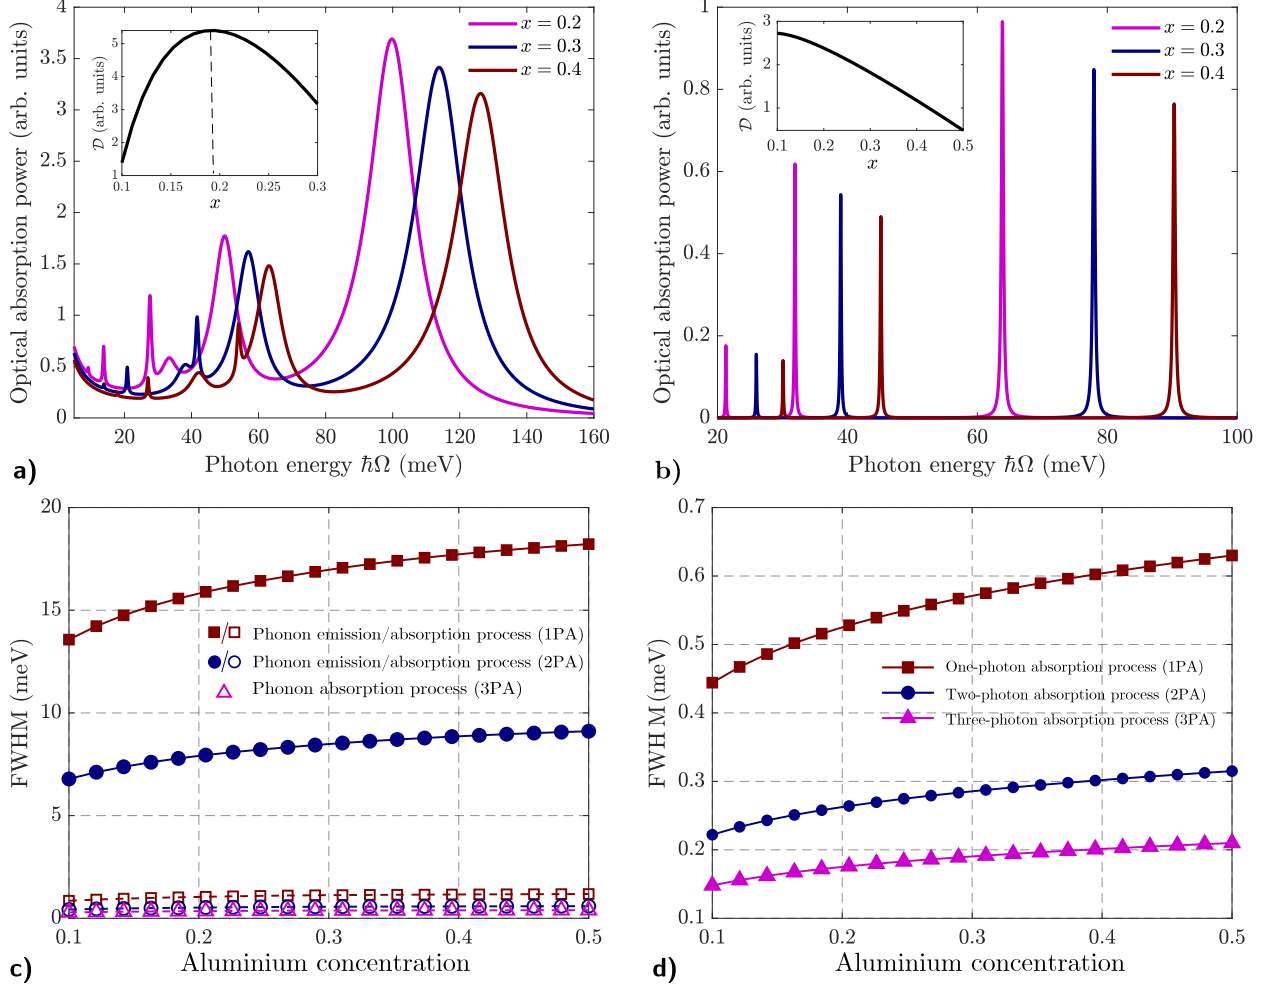 4
3.5
3
2.5
2
1.5
1
0.5
0
20
40
60
80
100
120
140
160
Optical absorption power (arb. units)
Photon energy ℏΩ (meV)
x = 0.2
x = 0.3
x = 0.4
5
4
3
2
1
0.1
0.15
0.2
0.25
0.3
𝒟 (arb. units)
x
a)
1
0.8
0.6
0.4
0.2
0
20
40
60
80
100
Optical absorption power (arb. units)
Photon energy ℏΩ (meV)
x = 0.2
x = 0.3
x = 0.4
3
2
1
0.1
0.2
0.3
0.4
0.5
𝒟 (arb. units)
x
b)
20
15
10
5
0
0.1
0.2
0.3
0.4
0.5
FWHM (meV)
Aluminium concentration
/ Phonon emission/absorption process (1PA)
/ Phonon emission/absorption process (2PA)
Phonon absorption process (3PA)
c)
0.7
0.6
0.5
0.4
0.3
0.2
0.1
0.1
0.2
0.3
0.4
0.5
FWHM (meV)
Aluminium concentration
One-photon absorption process (1PA)
Two-photon absorption process (2PA)
Three-photon absorption process (3PA)
d)